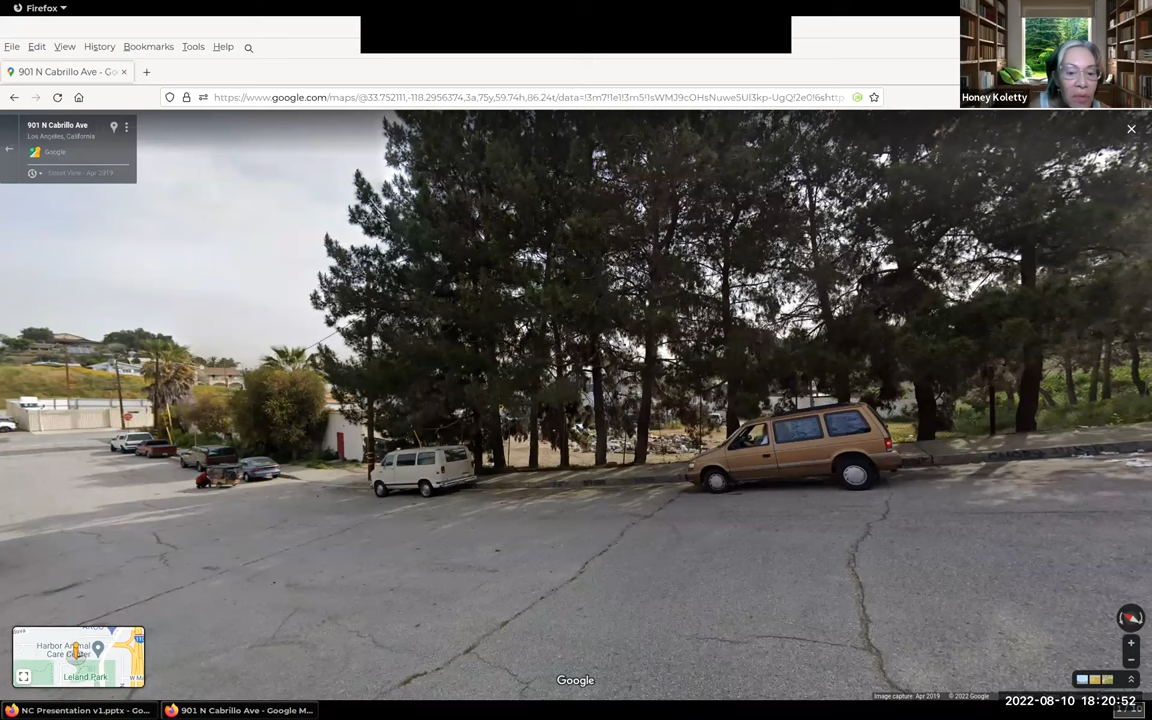 Firefox
File Edit View History Bookmarks Tools Help
901 N Cabrillo Ave - Go
https://www.google.com/maps/@33.752111,-118.2956374,3a,75y,59.74h,86.24t/data=!3m7!1e1!3m5!1sWMJ9cOHsNuwe5Ul3kp-UgQ!2e0!6shttp
Honey Koletty
901 N Cabrillo Ave
Los Angeles, California
Google
Street View - Apr 2019
Harbor Animal
Care Center
Leland Park
Google
Image capture: Apr 2019 © 2022 Google
2022-08-10 18:20:52
NC Presentation v1.pptx - Go...
901 N Cabrillo Ave - Google M...